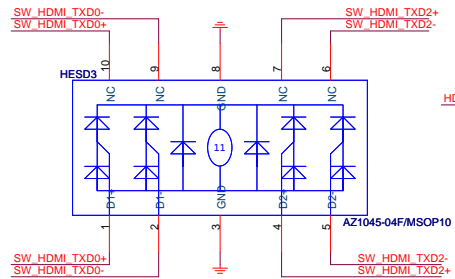 SW_HDMI_TXD0-
SW_HDMI_TXD0+
SW_HDMI_TXD2+
SW_HDMI_TXD2-
10
9
8
7
6
HESD3
NC
NC
GND
NC
NC
HD
11
D1+
D1-
GND
D2+
D2-
AZ1045-04F/MSOP10
1
2
3
4
5
SW_HDMI_TXD0+
SW_HDMI_TXD0-
SW_HDMI_TXD2-
SW_HDMI_TXD2+